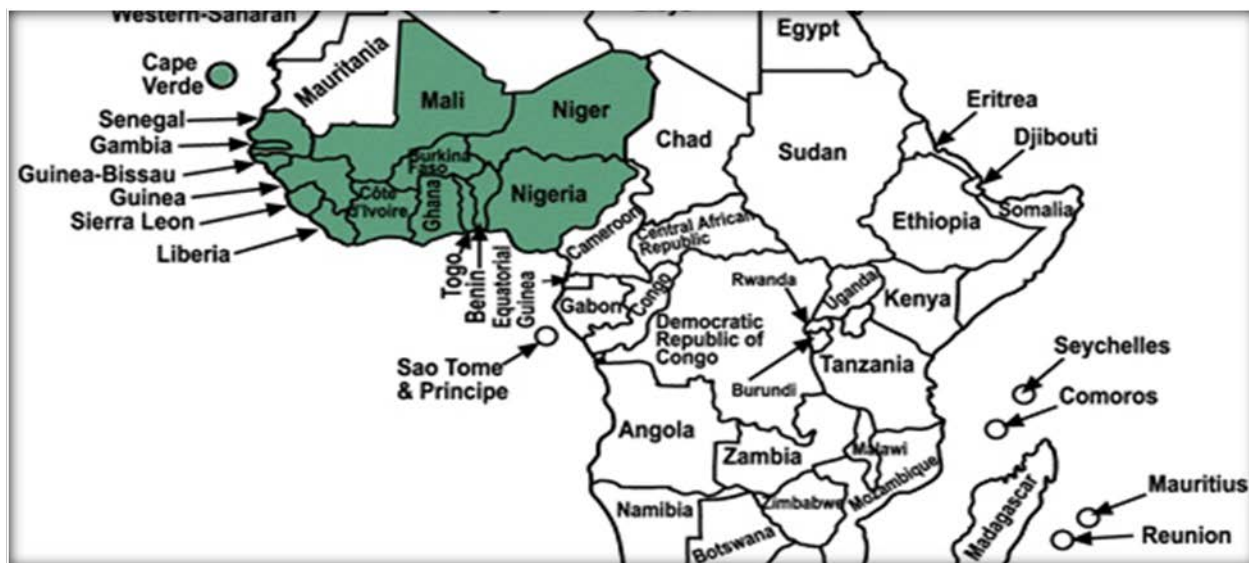 Western-Saharan
Egypt
Cape
Verde
Mauritania
Mali
Niger
Chad
Sudan
Eritrea
Djibouti
Senegal
Gambia
Guinea-Bissau
Guinea
Sierra Leon
Liberia
Burkina
Faso
Côte
d'Ivoire
Ghana
Nigeria
Togo
Benin
Equatorial
Guinea
Cameroon
Central African
Republic
Ethiopia
Somalia
Gabon
Congo
Rwanda
Uganda
Kenya
Democratic
Republic of
Congo
Burundi
Tanzania
Sao Tome
& Principe
Seychelles
Comoros
Angola
Zambia
Malawi
Mozambique
Namibia
Zimbabwe
Botswana
Madagascar
Mauritius
Reunion